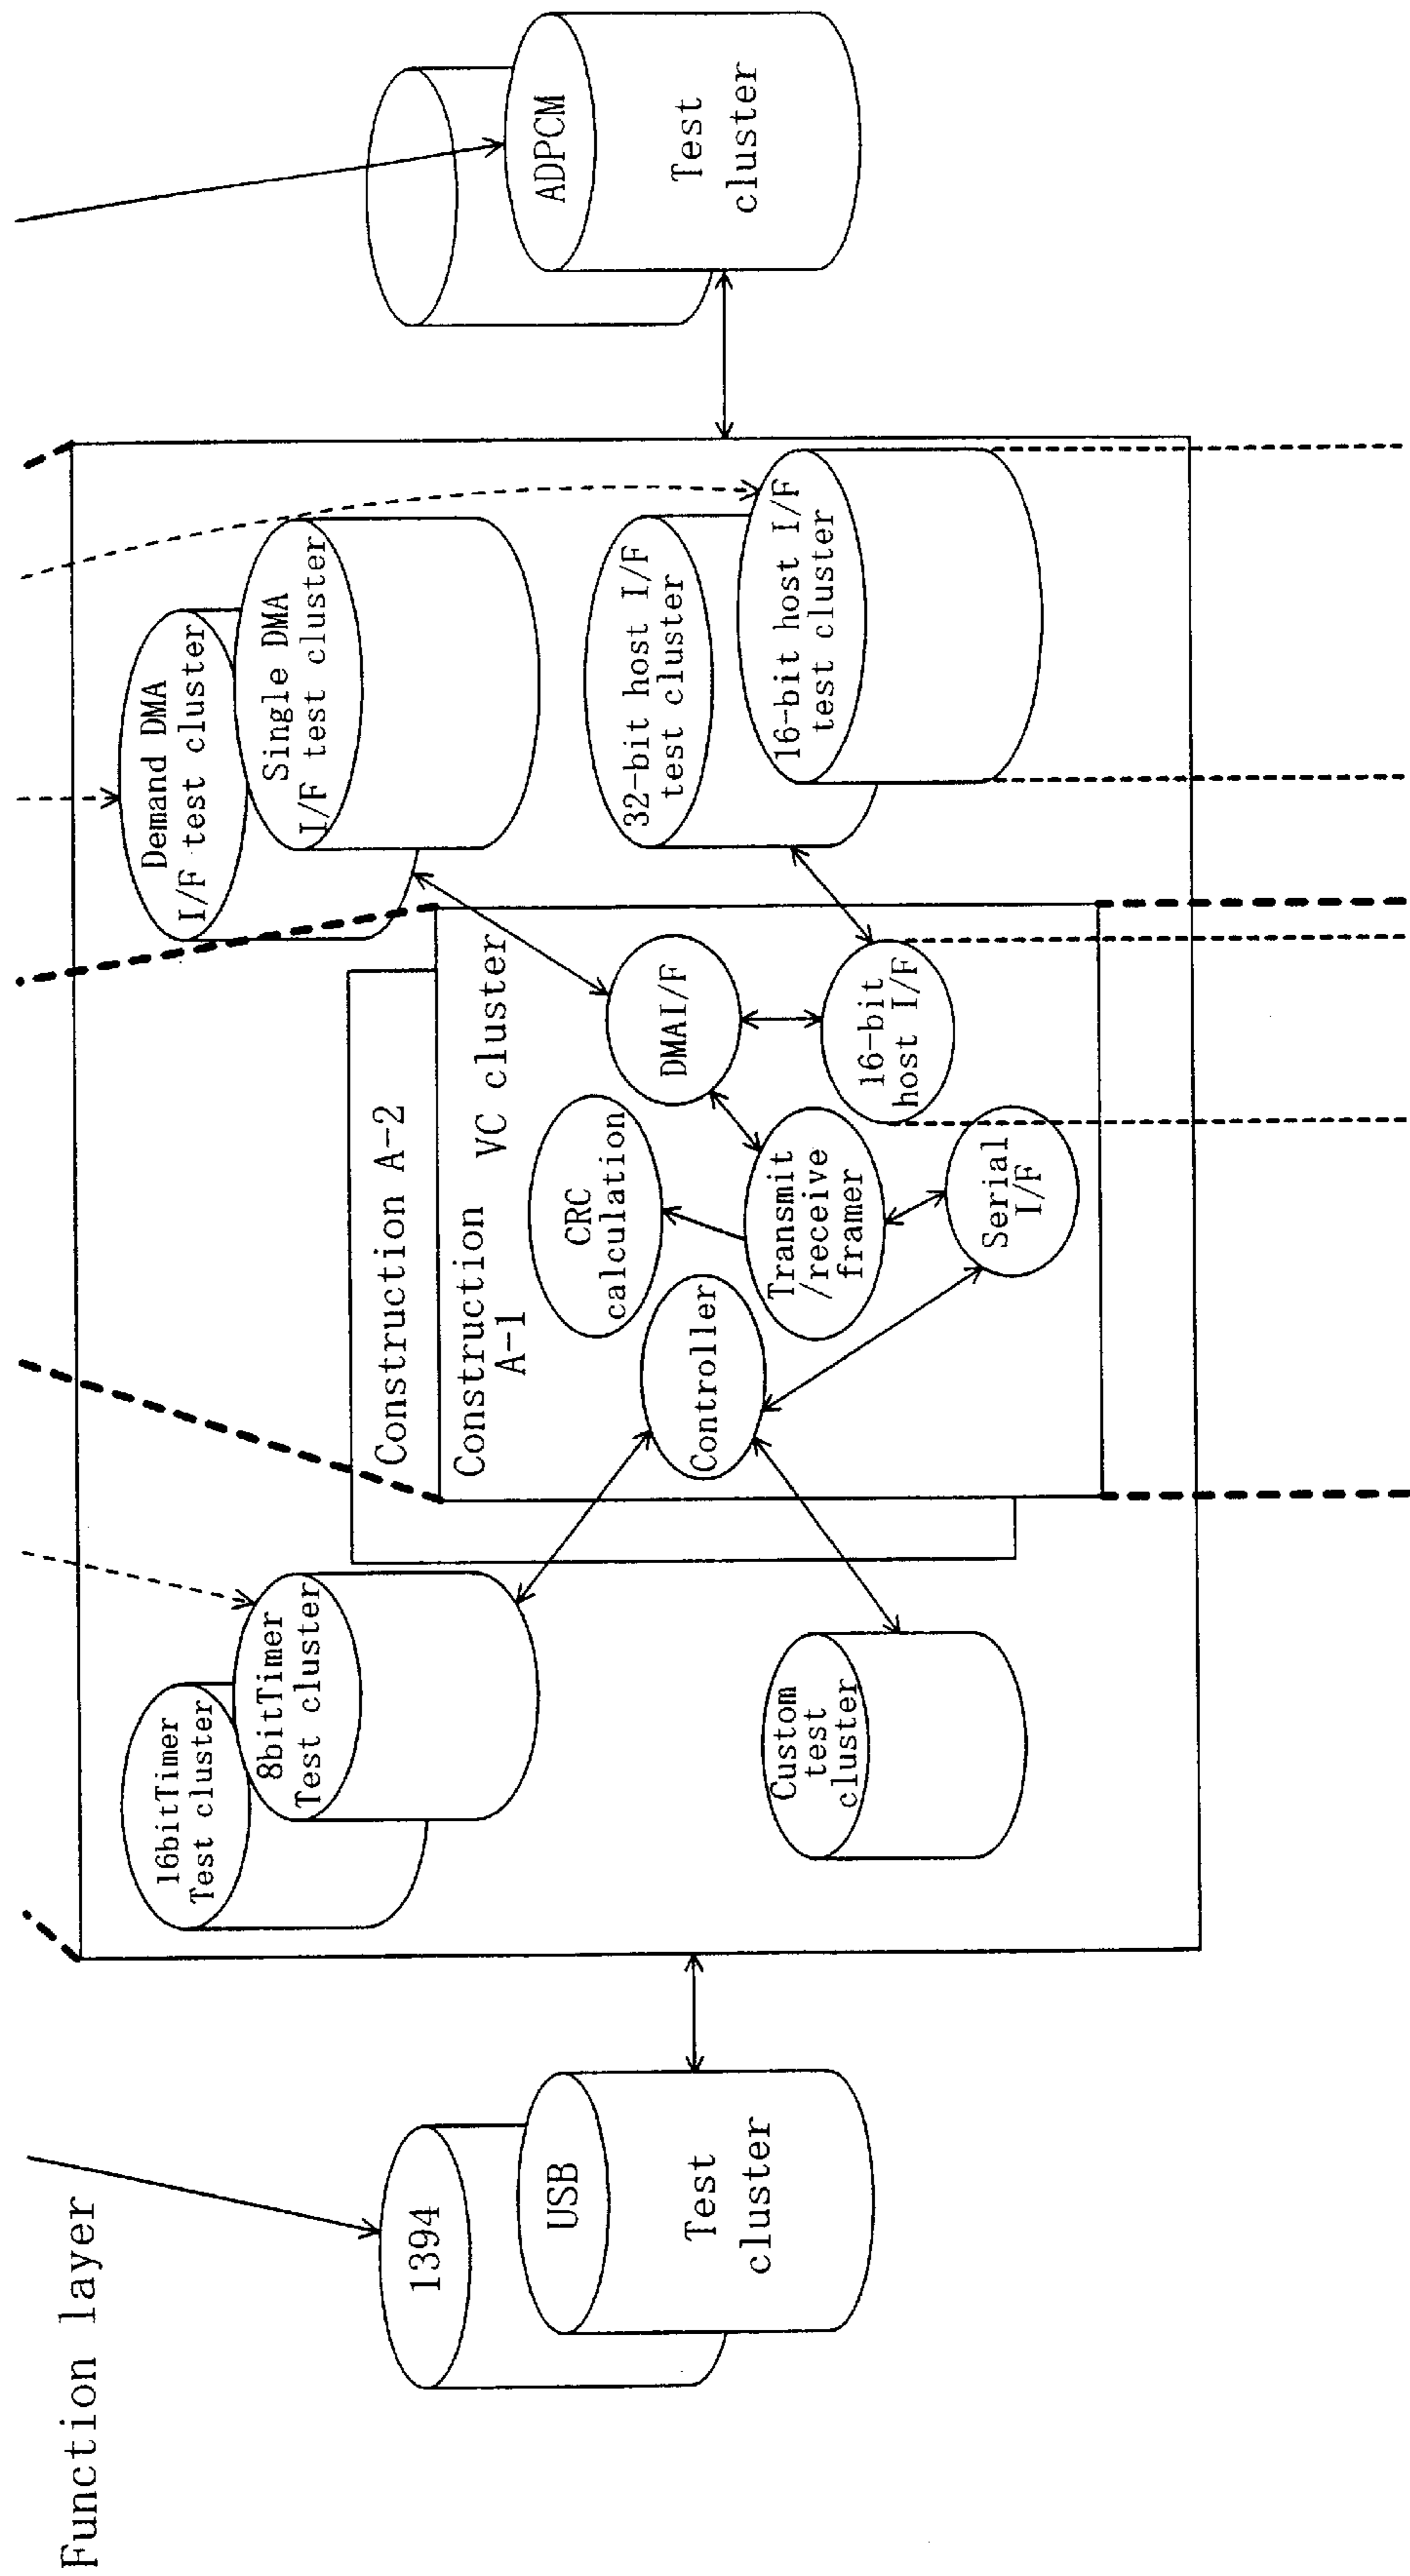 Function layer
1394
USB
Test
cluster
16bitTimer
Test cluster
8bitTimer
Test cluster
Custom
test
cluster
Construction A-2
Construction
A-1
VC cluster
Controller
CRC
calculation
Transmit
/receive
framer
Serial
I/F
DMAI/F
16-bit
host I/F
Demand DMA
I/F test cluster
Single DMA
I/F test cluster
32-bit host I/F
test cluster
16-bit host I/F
test cluster
ADPCM
Test
cluster